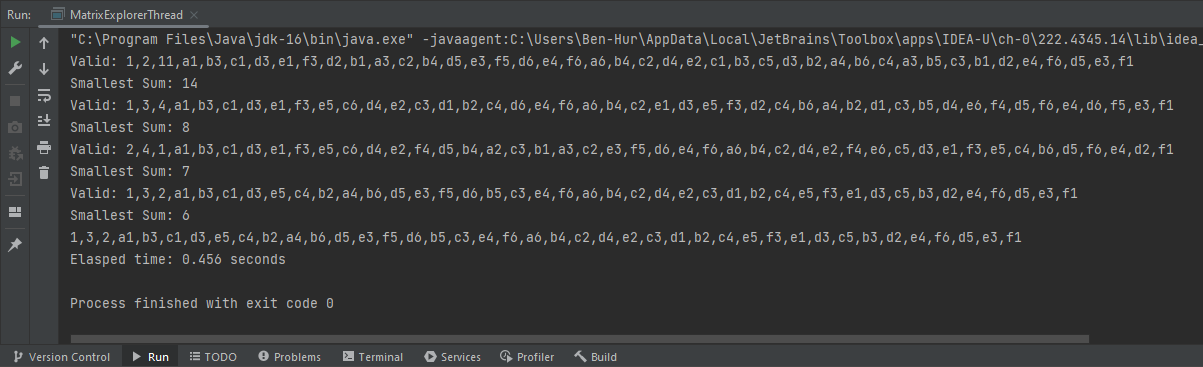 Run: MatrixExplorerThread
"C:\Program Files\Java\jdk-16\bin\java.exe" -javaagent:C:\Users\Ben-Hur\AppData\Local\JetBrains\Toolbox\apps\IDEA-U\ch-0\222.4345.14\lib\idea_
Valid: 1,2,11,a1,b3,c1,d3,e1,f3,d2,b1,a3,c2,b4,d5,e3,f5,d6,e4,f6,a6,b4,c2,d4,e2,c1,b3,c5,d3,b2,a4,b6,c4,a3,b5,c3,b1,d2,e4,f6,d5,e3,f1
Smallest Sum: 14
Valid: 1,3,4,a1,b3,c1,d3,e1,f3,e5,c6,d4,e2,c3,d1,b2,c4,d6,e4,f6,a6,b4,c2,e1,d3,e5,f3,d2,c4,b6,a4,b2,d1,c3,b5,d4,e6,f4,d5,f6,e4,d6,f5,e3,f1
Smallest Sum: 8
Valid: 2,4,1,a1,b3,c1,d3,e1,f3,e5,c6,d4,e2,f4,d5,b4,a2,c3,b1,a3,c2,e3,f5,d6,e4,f6,a6,b4,c2,d4,e2,f4,e6,c5,d3,e1,f3,e5,c4,b6,d5,f6,e4,d2,f1
Smallest Sum: 7
Valid: 1,3,2,a1,b3,c1,d3,e5,c4,b2,a4,b6,d5,e3,f5,d6,b5,c3,e4,f6,a6,b4,c2,d4,e2,c3,d1,b2,c4,e5,f3,e1,d3,c5,b3,d2,e4,f6,d5,e3,f1
Smallest Sum: 6
1,3,2,a1,b3,c1,d3,e5,c4,b2,a4,b6,d5,e3,f5,d6,b5,c3,e4,f6,a6,b4,c2,d4,e2,c3,d1,b2,c4,e5,f3,e1,d3,c5,b3,d2,e4,f6,d5,e3,f1
Elasped time: 0.456 seconds
Process finished with exit code 0
Version Control Run TODO Problems Terminal Services Profiler Build